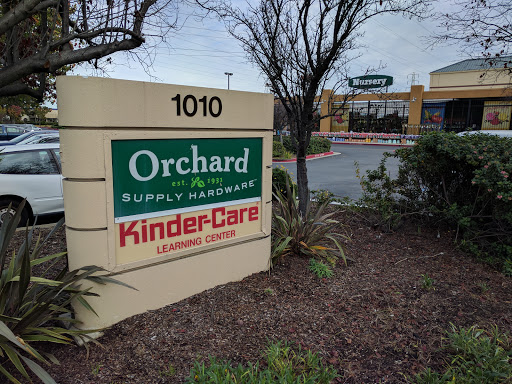 1010
Orchard
est. 1931
SUPPLY HARDWARE
Kinder-Care
LEARNING CENTER
Nursery